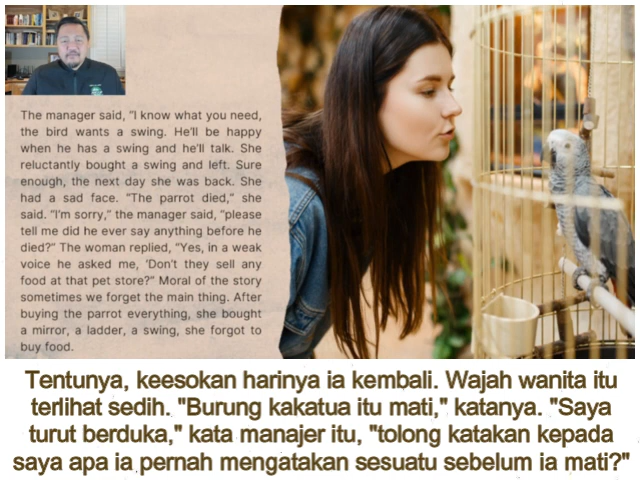 The manager said, "I know what you need,
the bird wants a swing. He'll be happy
when he has a swing and he'll talk. She
reluctantly bought a swing and left. Sure
enough, the next day she was back. She
had a sad face. "The parrot died," she
said. "I'm sorry," the manager said, "please
tell me did he ever say anything before he
died?" The woman replied, "Yes, in a weak
voice he asked me, 'Don't they sell any
food at that pet store?" Moral of the story
sometimes we forget the main thing. After
buying the parrot everything, she bought
a mirror, a ladder, a swing, she forgot to
buy food.
Tentunya, keesokan harinya ia kembali. Wajah wanita itu
terlihat sedih. "Burung kakatua itu mati," katanya. "Saya
turut berduka," kata manajer itu, "tolong katakan kepada
saya apa ia pernah mengatakan sesuatu sebelum ia mati?"